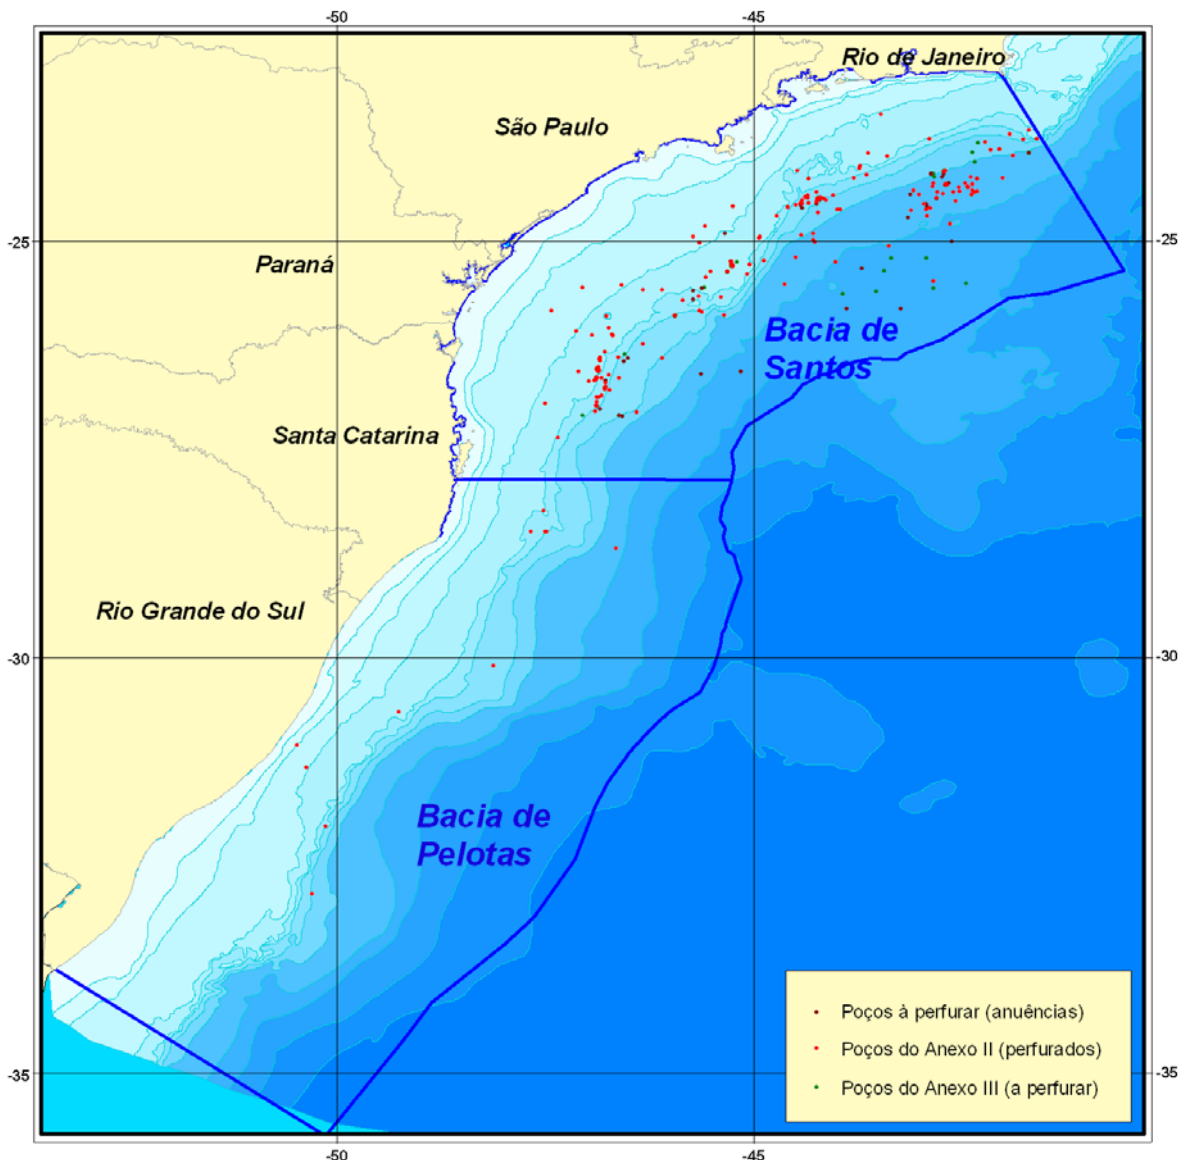 -50
-45
Rio de Janeiro
São Paulo
-25
-25
Paraná
Bacia de
Santos
Santa Catarina
Rio Grande do Sul
-30
-30
Bacia de
Pelotas
Poços à perfurar (anuências)
Poços do Anexo II (perfurados)
Poços do Anexo III (a perfurar)
-35
-35
-50
-45